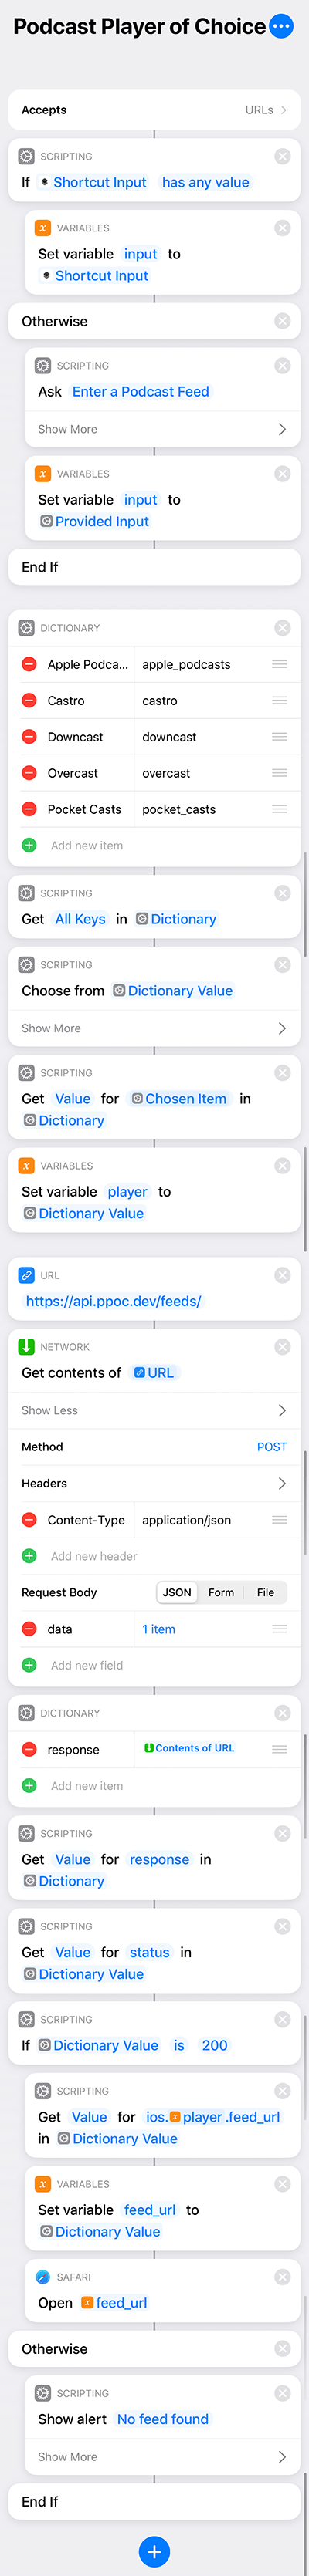 Podcast Player of Choice
Accepts URLs
SCRIPTING
If Shortcut Input has any value
VARIABLES
Set variable input to
Shortcut Input
Otherwise
SCRIPTING
Ask Enter a Podcast Feed
Show More
VARIABLES
Set variable input to
Provided Input
End If
DICTIONARY
Apple Podca... apple_podcasts
Castro castro
Downcast downcast
Overcast overcast
Pocket Casts pocket_casts
Add new item
SCRIPTING
Get All Keys in Dictionary
SCRIPTING
Choose from Dictionary Value
Show More
SCRIPTING
Get Value for Chosen Item in
Dictionary
VARIABLES
Set variable player to
Dictionary Value
URL
https://api.ppoc.dev/feeds/
NETWORK
Get contents of URL
Show Less
Method POST
Headers
Content-Type application/json
Add new header
Request Body JSON Form File
data 1 item
Add new field
DICTIONARY
response Contents of URL
Add new item
SCRIPTING
Get Value for response in
Dictionary
SCRIPTING
Get Value for status in
Dictionary Value
SCRIPTING
If Dictionary Value is 200
SCRIPTING
Get Value for ios.player.feed_url
in Dictionary Value
VARIABLES
Set variable feed_url to
Dictionary Value
SAFARI
Open feed_url
Otherwise
SCRIPTING
Show alert No feed found
Show More
End If